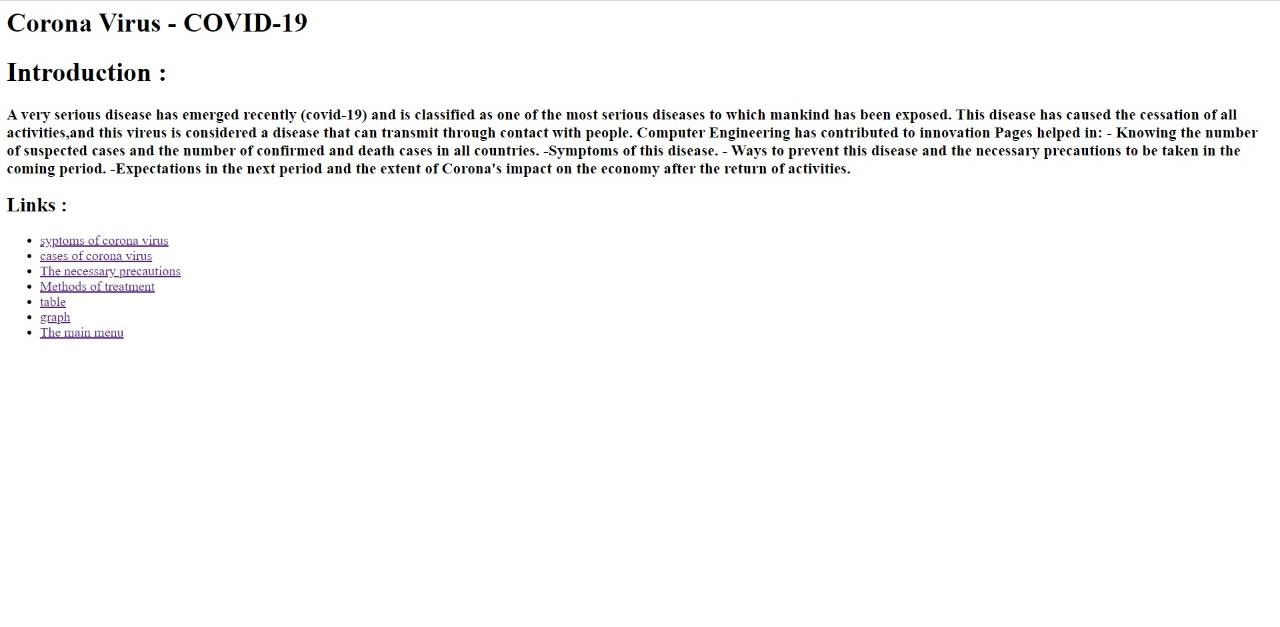 Corona Virus - COVID-19
Introduction :
A very serious disease has emerged recently (covid-19) and is classified as one of the most serious diseases to which mankind has been exposed. This disease has caused the cessation of all
activities,and this vireus is considered a disease that can transmit through contact with people. Computer Engineering has contributed to innovation Pages helped in: - Knowing the number
of suspected cases and the number of confirmed and death cases in all countries. -Symptoms of this disease. - Ways to prevent this disease and the necessary precautions to be taken in the
coming period. -Expectations in the next period and the extent of Corona's impact on the economy after the return of activities.
Links :
• syptoms of corona virus
• cases of corona virus
• The necessary precautions
• Methods of treatment
• table
• graph
• The main menu